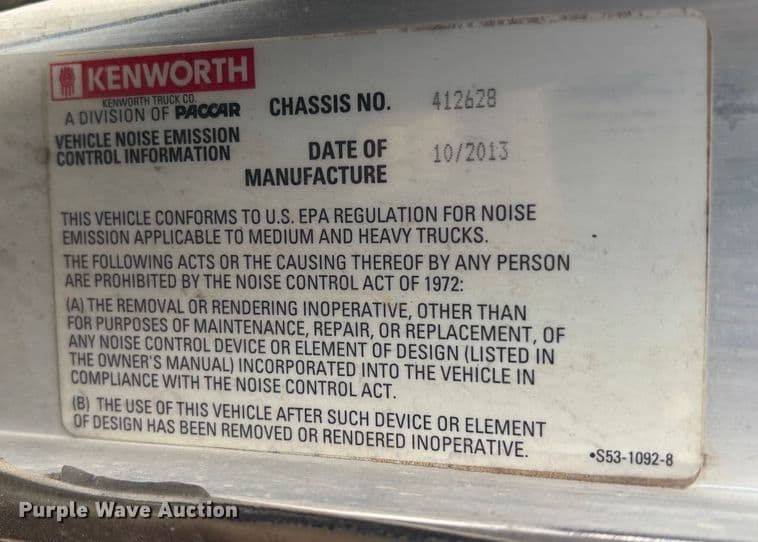 KENWORTH
KENWORTH TRUCK CO.
A DIVISION OF PACCAR
VEHICLE NOISE EMISSION
CONTROL INFORMATION
CHASSIS NO. 412628
DATE OF
MANUFACTURE 10/2013
THIS VEHICLE CONFORMS TO U.S. EPA REGULATION FOR NOISE
EMISSION APPLICABLE TO MEDIUM AND HEAVY TRUCKS.
THE FOLLOWING ACTS OR THE CAUSING THEREOF BY ANY PERSON
ARE PROHIBITED BY THE NOISE CONTROL ACT OF 1972:
(A) THE REMOVAL OR RENDERING INOPERATIVE, OTHER THAN
FOR PURPOSES OF MAINTENANCE, REPAIR, OR REPLACEMENT, OF
ANY NOISE CONTROL DEVICE OR ELEMENT OF DESIGN (LISTED IN
THE OWNER'S MANUAL) INCORPORATED INTO THE VEHICLE IN
COMPLIANCE WITH THE NOISE CONTROL ACT.
(B) THE USE OF THIS VEHICLE AFTER SUCH DEVICE OR ELEMENT
OF DESIGN HAS BEEN REMOVED OR RENDERED INOPERATIVE.
•S53-1092-8
Purple Wave Auction